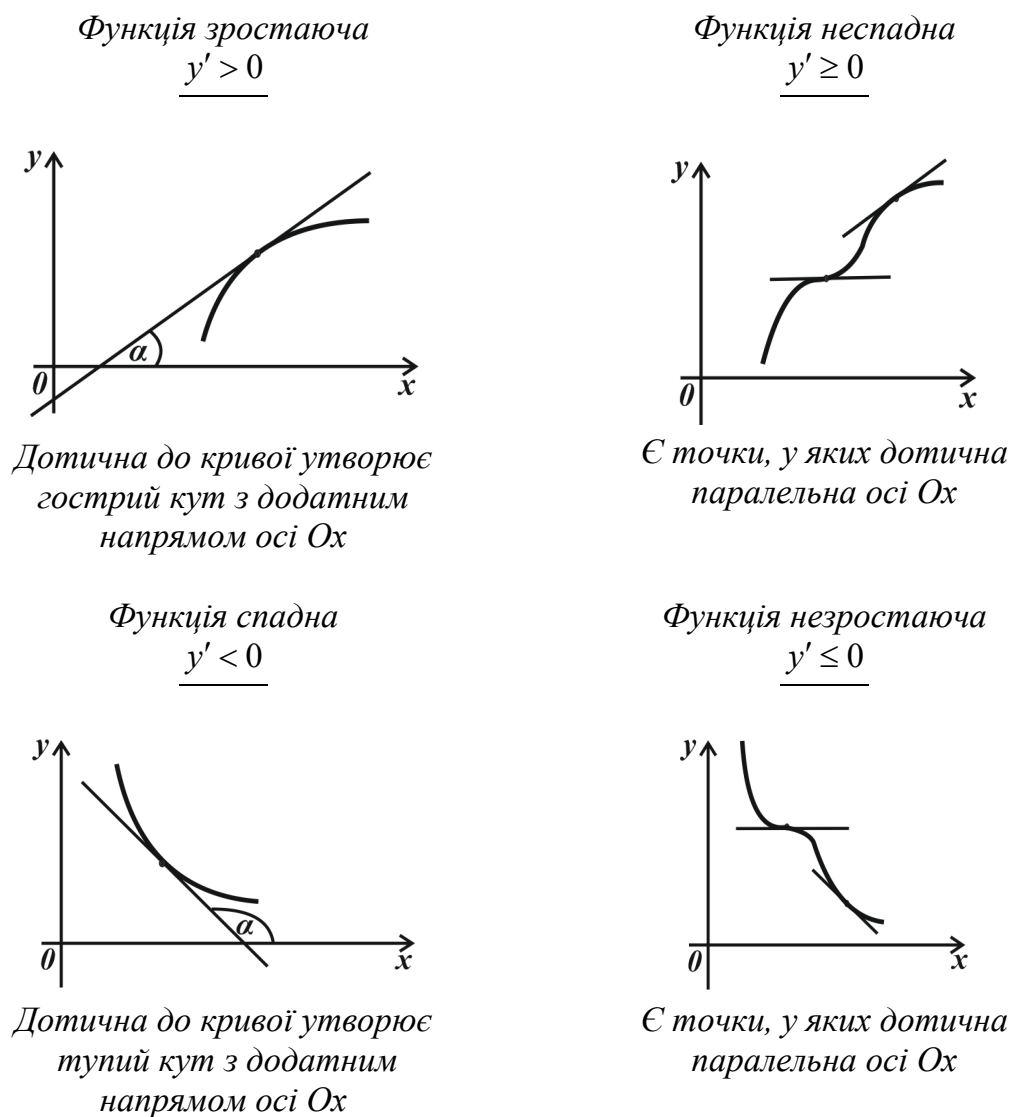 Функція зростаюча
y′ > 0
Функція неспадна
y′ ≥ 0
y
α
0
x
y
0
x
Дотична до кривої утворює
гострий кут з додатним
напрямом осі Ox
Є точки, у яких дотична
паралельна осі Ox
Функція спадна
y′ < 0
Функція незростаюча
y′ ≤ 0
y
α
0
x
y
0
x
Дотична до кривої утворює
тупий кут з додатним
напрямом осі Ox
Є точки, у яких дотична
паралельна осі Ox